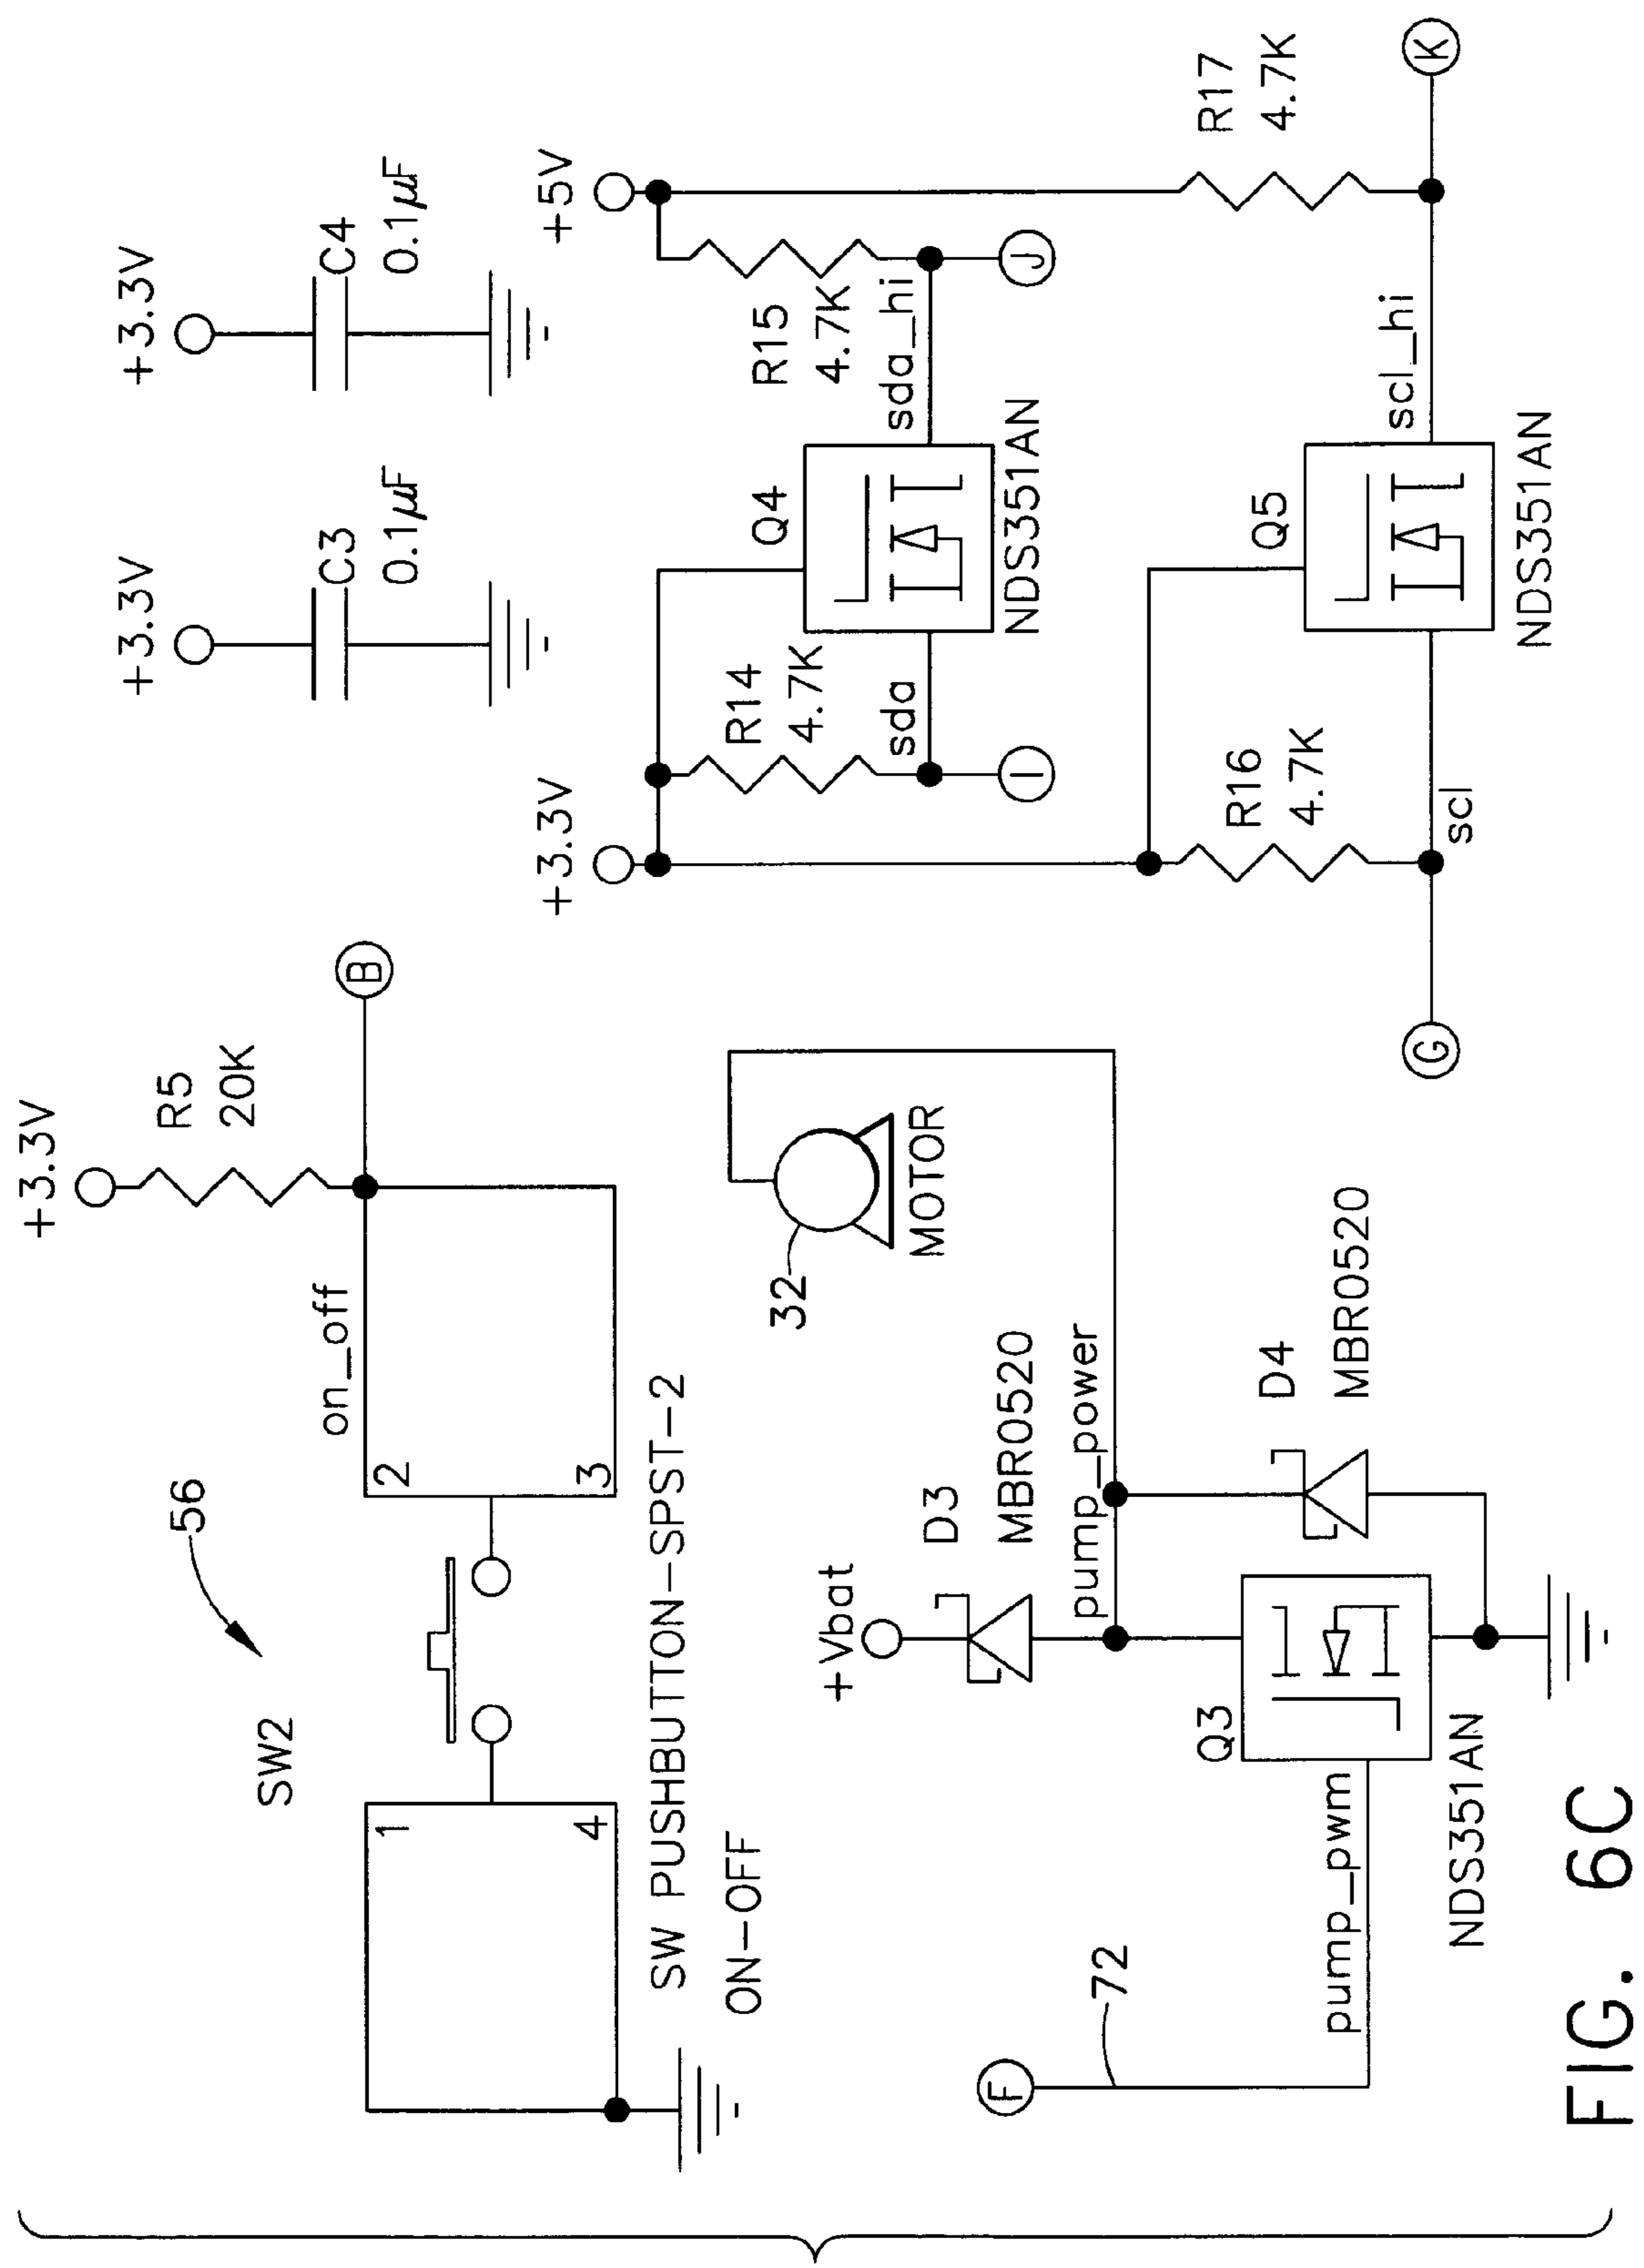 +3.3V
R5
20K
on_off
B
56
SW2
1
4
2
3
SW PUSHBUTTON-SPST-2
ON-OFF
+3.3V
C3
0.1µF
+3.3V
C4
0.1µF
+3.3V
R14
4.7K
sda
I
Q4
NDS351AN
+5V
R15
4.7K
sda_hi
J
R16
4.7K
scl
G
Q5
NDS351AN
scl_hi
R17
4.7K
K
32
MOTOR
+Vbat
D3
MBR0520
pump_power
D4
MBR0520
Q3
NDS351AN
F
72
pump_pwm
FIG. 6C